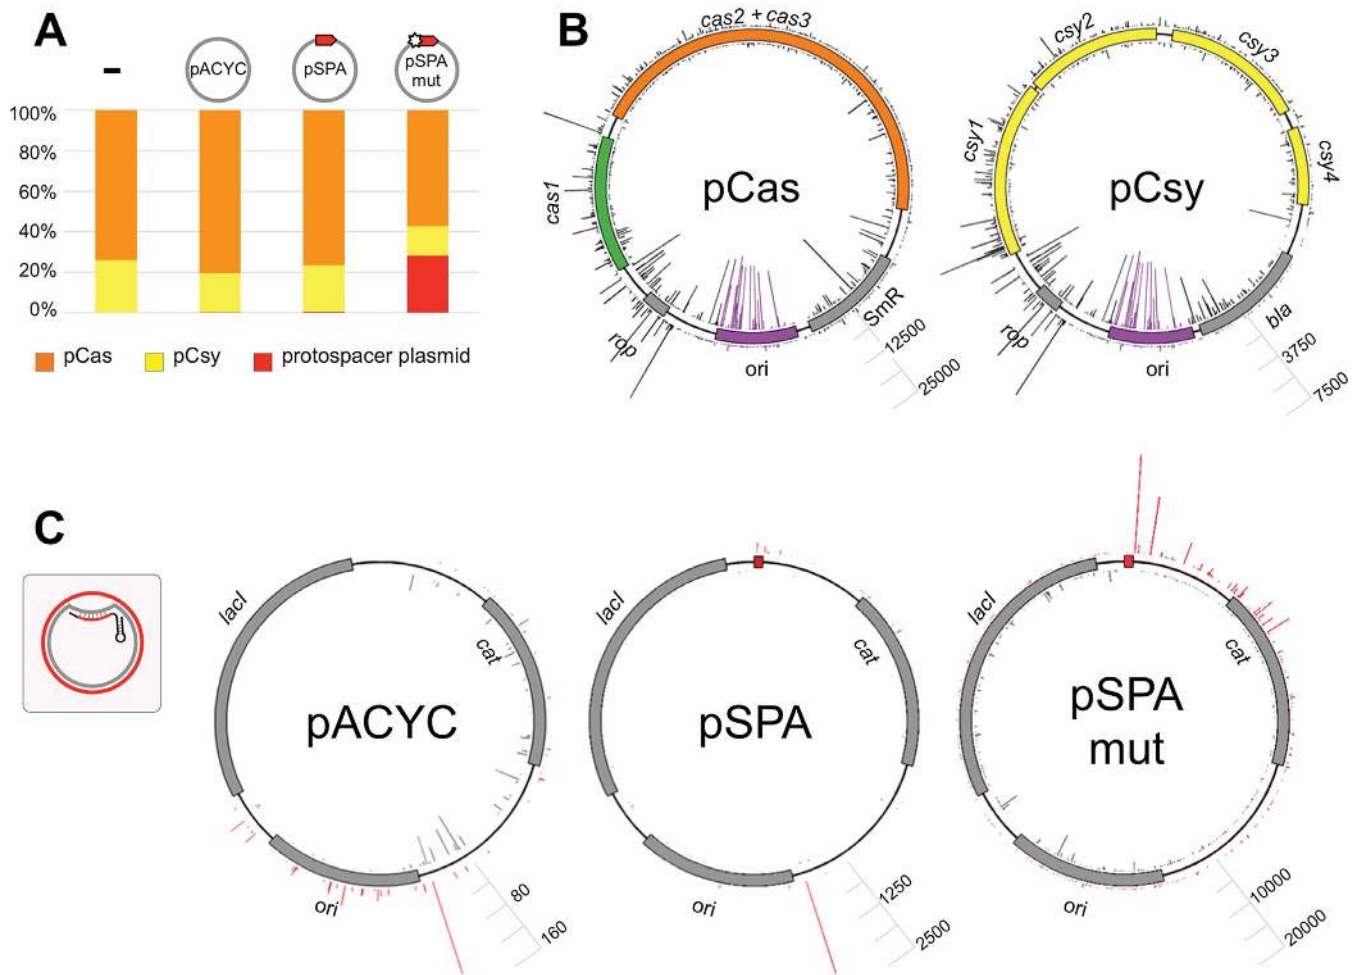 A
–
pACYC
pSPA
pSPA
mut
100%
80%
60%
40%
20%
0%
pCas
pCsy
protospacer plasmid
B
cas2 + cas3
cas1
pCas
rop
ori
SmR
12500
25000
csy2
csy3
csy1
csy4
pCsy
rop
ori
bla
3750
7500
C
lacI
cat
pACYC
ori
80
160
lacI
cat
pSPA
ori
1250
2500
lacI
cat
pSPA
mut
ori
10000
20000